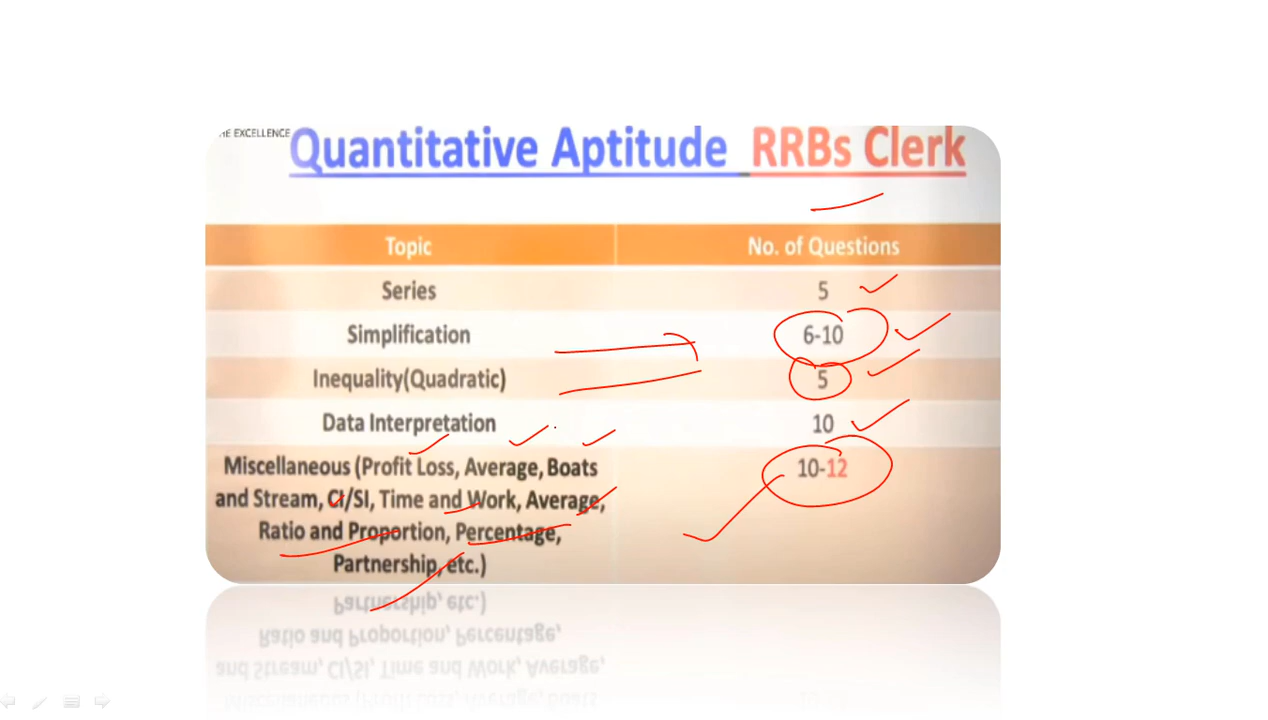 HE EXCELLENCE
Quantitative Aptitude RRBs Clerk
Topic No. of Questions
Series 5
Simplification 6-10
Inequality(Quadratic) 5
Data Interpretation 10
Miscellaneous (Profit Loss, Average, Boats 10-12
and Stream, CI/SI, Time and Work, Average,
Ratio and Proportion, Percentage,
Partnership, etc.)